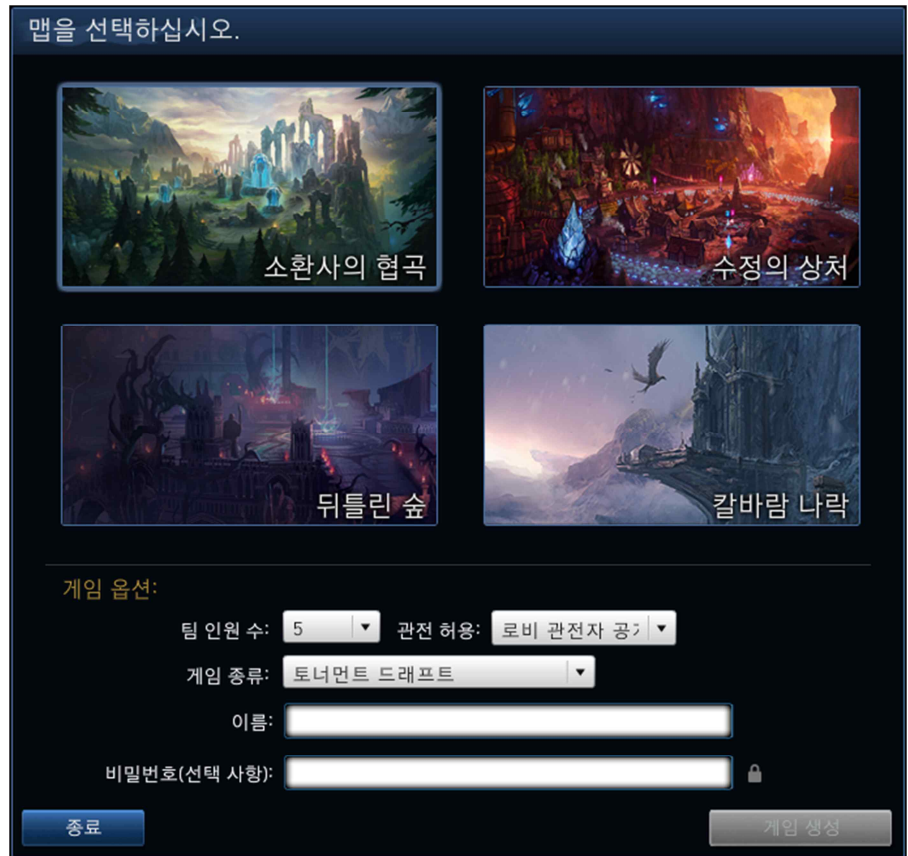 맵을 선택하십시오.
소환사의 협곡
수정의 상처
뒤틀린 숲
칼바람 나락
게임 옵션:
팀 인원 수: 5 관전 허용: 로비 관전자 공
게임 종류: 토너먼트 드래프트
이름:
비밀번호(선택 사항):
종료 게임 생성